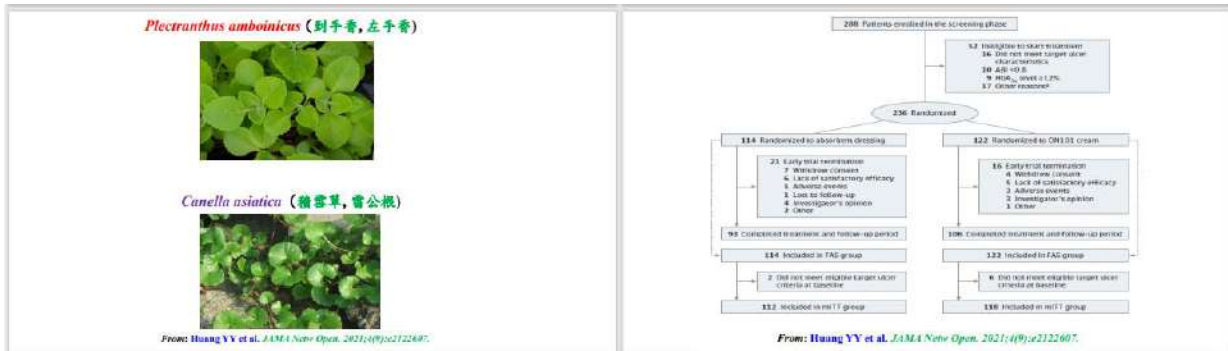 Plectranthus amboinicus (到手香,左手香)
Canella asiatica (積雪草,雷公根)
From: Huang YY et al. JAMA Netw Open. 2021;4(9):e2122607.
288 Patients enrolled in the screening phase
52 Ineligible to start treatment
16 Did not meet target ulcer
characteristics
10 ABI <0.8
17 Other reasons
236 Randomized
114 Randomized to absorbent dressing
21 Early trial termination
7 Withdrew consent
6 Lack of satisfactory efficacy
1 Adverse events
1 Loss to follow-up
4 Investigator's opinion
2 Other
93 Completed treatment and follow-up period
114 Included in FAS group
2 Did not meet eligible target ulcer
criteria at baseline
112 Included in mITT group
122 Randomized to ON101 cream
16 Early trial termination
4 Withdrew consent
5 Lack of satisfactory efficacy
3 Adverse events
3 Investigator's opinion
1 Other
106 Completed treatment and follow-up period
122 Included in FAS group
Did not meet eligible target ulcer
criteria at baseline
118 Included in mITT group
From: Huang YY et al. JAMA Netw Open. 2021;4(9):e2122607.